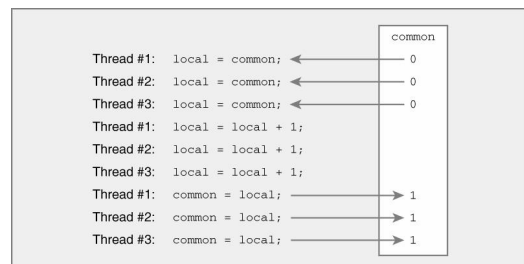 common
Thread #1: local = common; 0
Thread #2: local = common; 0
Thread #3: local = common; 0
Thread #1: local = local + 1;
Thread #2: local = local + 1;
Thread #3: local = local + 1;
Thread #1: common = local; 1
Thread #2: common = local; 1
Thread #3: common = local; 1